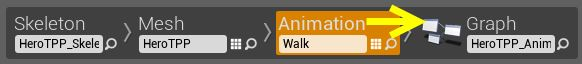 Skeleton
HeroTPP_Skele
Mesh
HeroTPP
Animation
Walk
Graph
HeroTPP_Anim